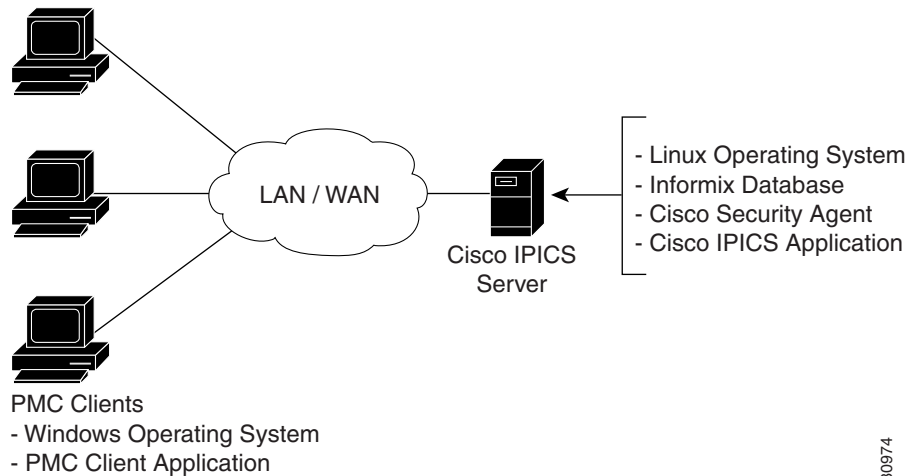 LAN / WAN
Cisco IPICS
Server
- Linux Operating System
- Informix Database
- Cisco Security Agent
- Cisco IPICS Application
PMC Clients
- Windows Operating System
- PMC Client Application